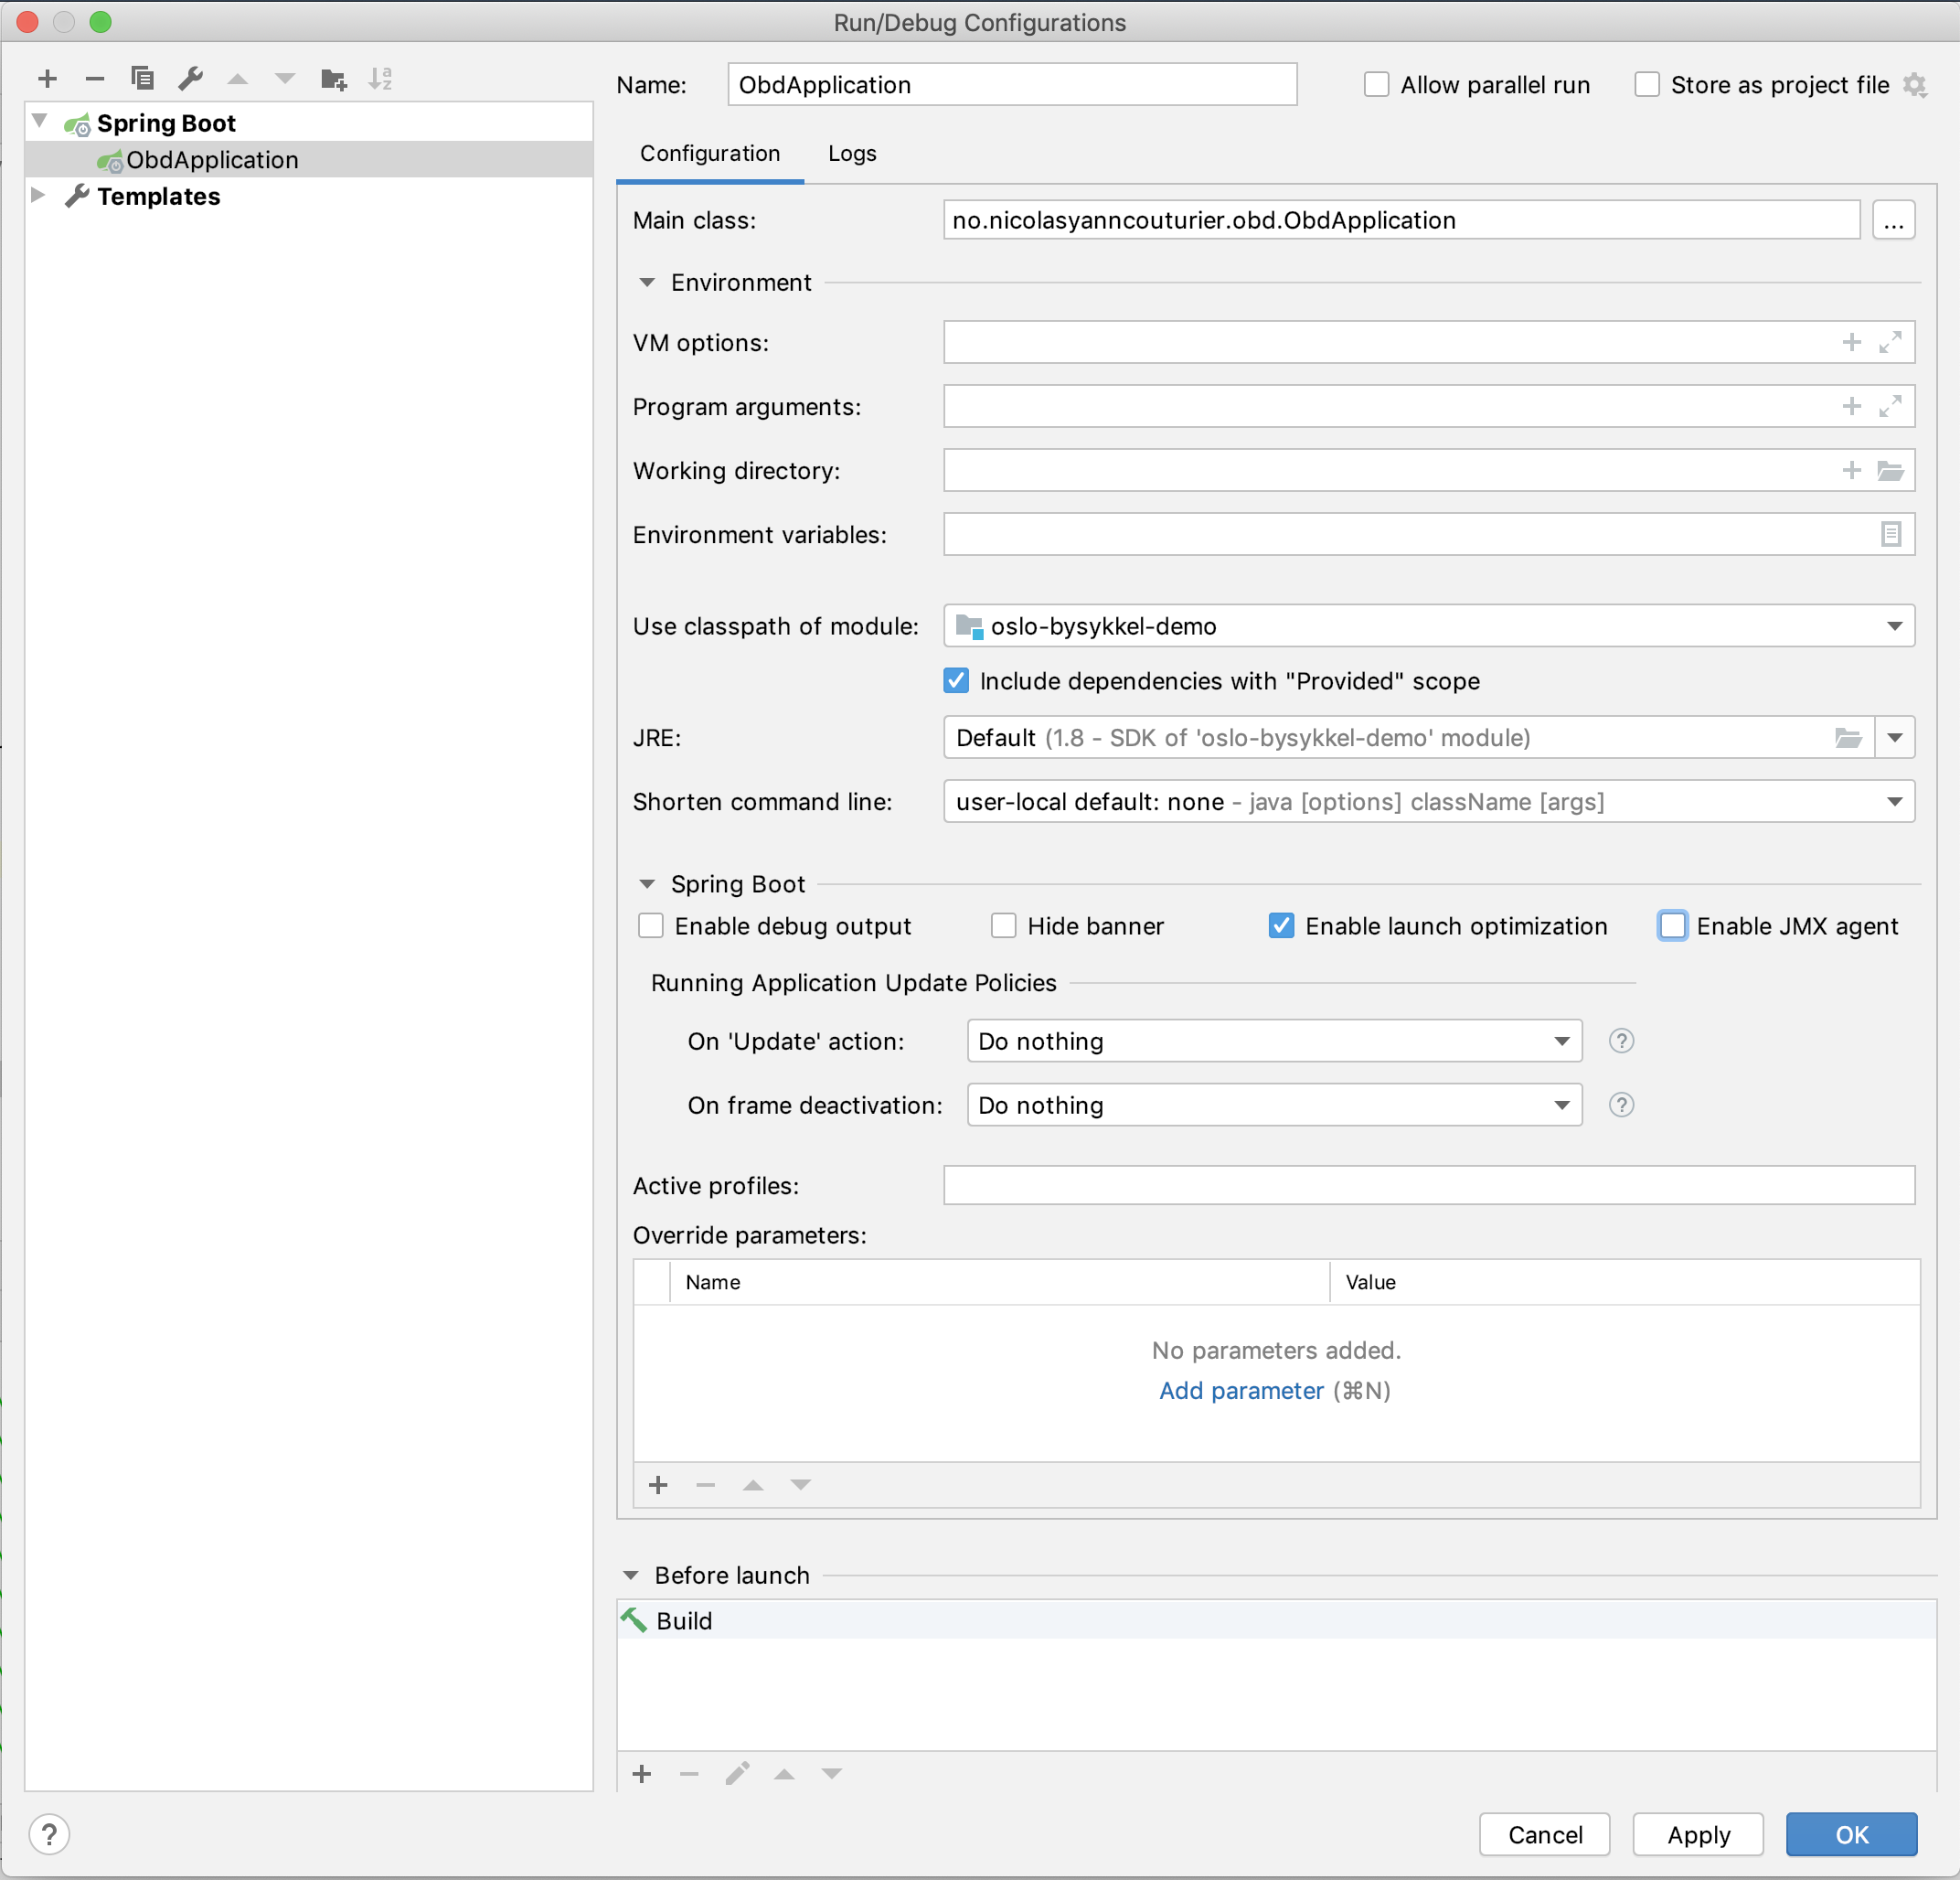 Run/Debug Configurations
Name: ObdApplication Allow parallel run Store as project file
Spring Boot
ObdApplication
Templates
Configuration Logs
Main class: no.nicolasyanncouturier.obd.ObdApplication ...
Environment
VM options:
Program arguments:
Working directory:
Environment variables:
Use classpath of module: oslo-bysykkel-demo
Include dependencies with "Provided" scope
JRE: Default (1.8 - SDK of 'oslo-bysykkel-demo' module)
Shorten command line: user-local default: none - java [options] className [args]
Spring Boot
Enable debug output Hide banner Enable launch optimization Enable JMX agent
Running Application Update Policies
On 'Update' action: Do nothing ?
On frame deactivation: Do nothing ?
Active profiles:
Override parameters:
Name Value
No parameters added.
Add parameter (⌘N)
Before launch
Build
? Cancel Apply OK